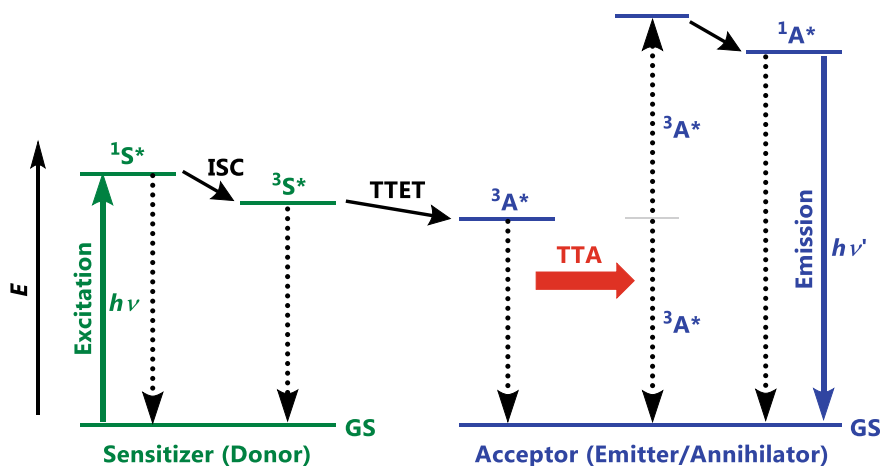 ¹A*
³A*
¹S*
ISC
³S*
TTET
³A*
E
Excitation
hν
TTA
³A*
Emission
hν'
GS
GS
Sensitizer (Donor)
Acceptor (Emitter/Annihilator)